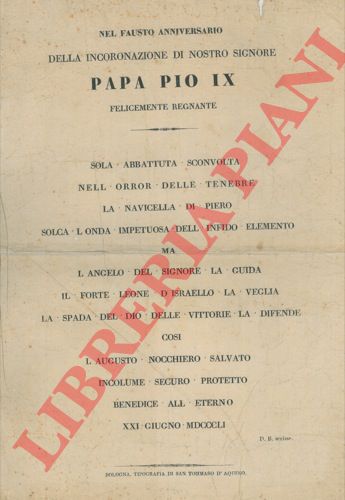 NEL FAUSTO ANNIVERSARIO
DELLA INCORONAZIONE DI NOSTRO SIGNORE
PAPA PIO IX
FELICEMENTE REGNANTE
SOLA · ABBATTUTA · SCONVOLTA
NELL · ORROR · DELLE · TENEBRE
LA · NAVICELLA · DI · PIERO
SOLCA · L · ONDA · IMPETUOSA · DELL · INFIDO · ELEMENTO
MA
L · ANGELO · DEL · SIGNORE · LA · GUIDA
IL · FORTE · LEONE · D · ISRAELLO · LA · VEGLIA
LA · SPADA · DEL · DIO · DELLE · VITTORIE · LA · DIFENDE
COSI
L · AUGUSTO · NOCCHIERO · SALVATO
INCOLUME · SECURO · PROTETTO
BENEDICE · ALL · ETERNO
XXI · GIUGNO · MDCCCLI
D. B. scrisse.
BOLOGNA, TIPOGRAFIA DI SAN TOMMASO D' AQUINO.
LIBRERIA PIANI